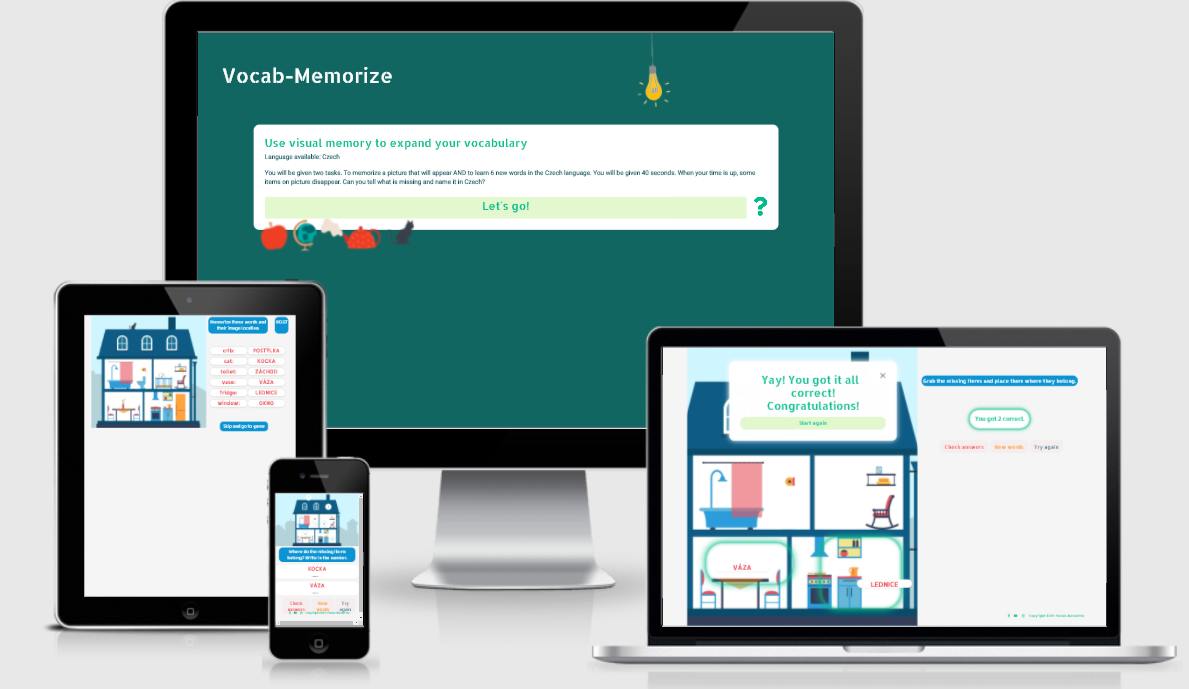 Vocab-Memorize
Use visual memory to expand your vocabulary
Language available: Czech
You will be given two tasks. To memorize a picture that will appear AND to learn 6 new words in the Czech language. You will be given 40 seconds. When your time is up, some
items on picture disappear. Can you tell what is missing and name it in Czech?
Let's go!
?
Memorize these words and
their image location
crib: POSTÝLKA
cat: KOČKA
toilet: ZÁCHOD
vase: VÁZA
fridge: LEDNICE
window: OKNO
Skip and go to game
Where do the missing items
belong? Write in the number.
KOČKA
VÁZA
Check
answers
New
words
Try
again
Yay! You got it all
correct!
Congratulations!
×
Start again
Grab the missing items and place them where they belong.
You got 2 correct.
Check answers New words Try again
VÁZA
LEDNICE